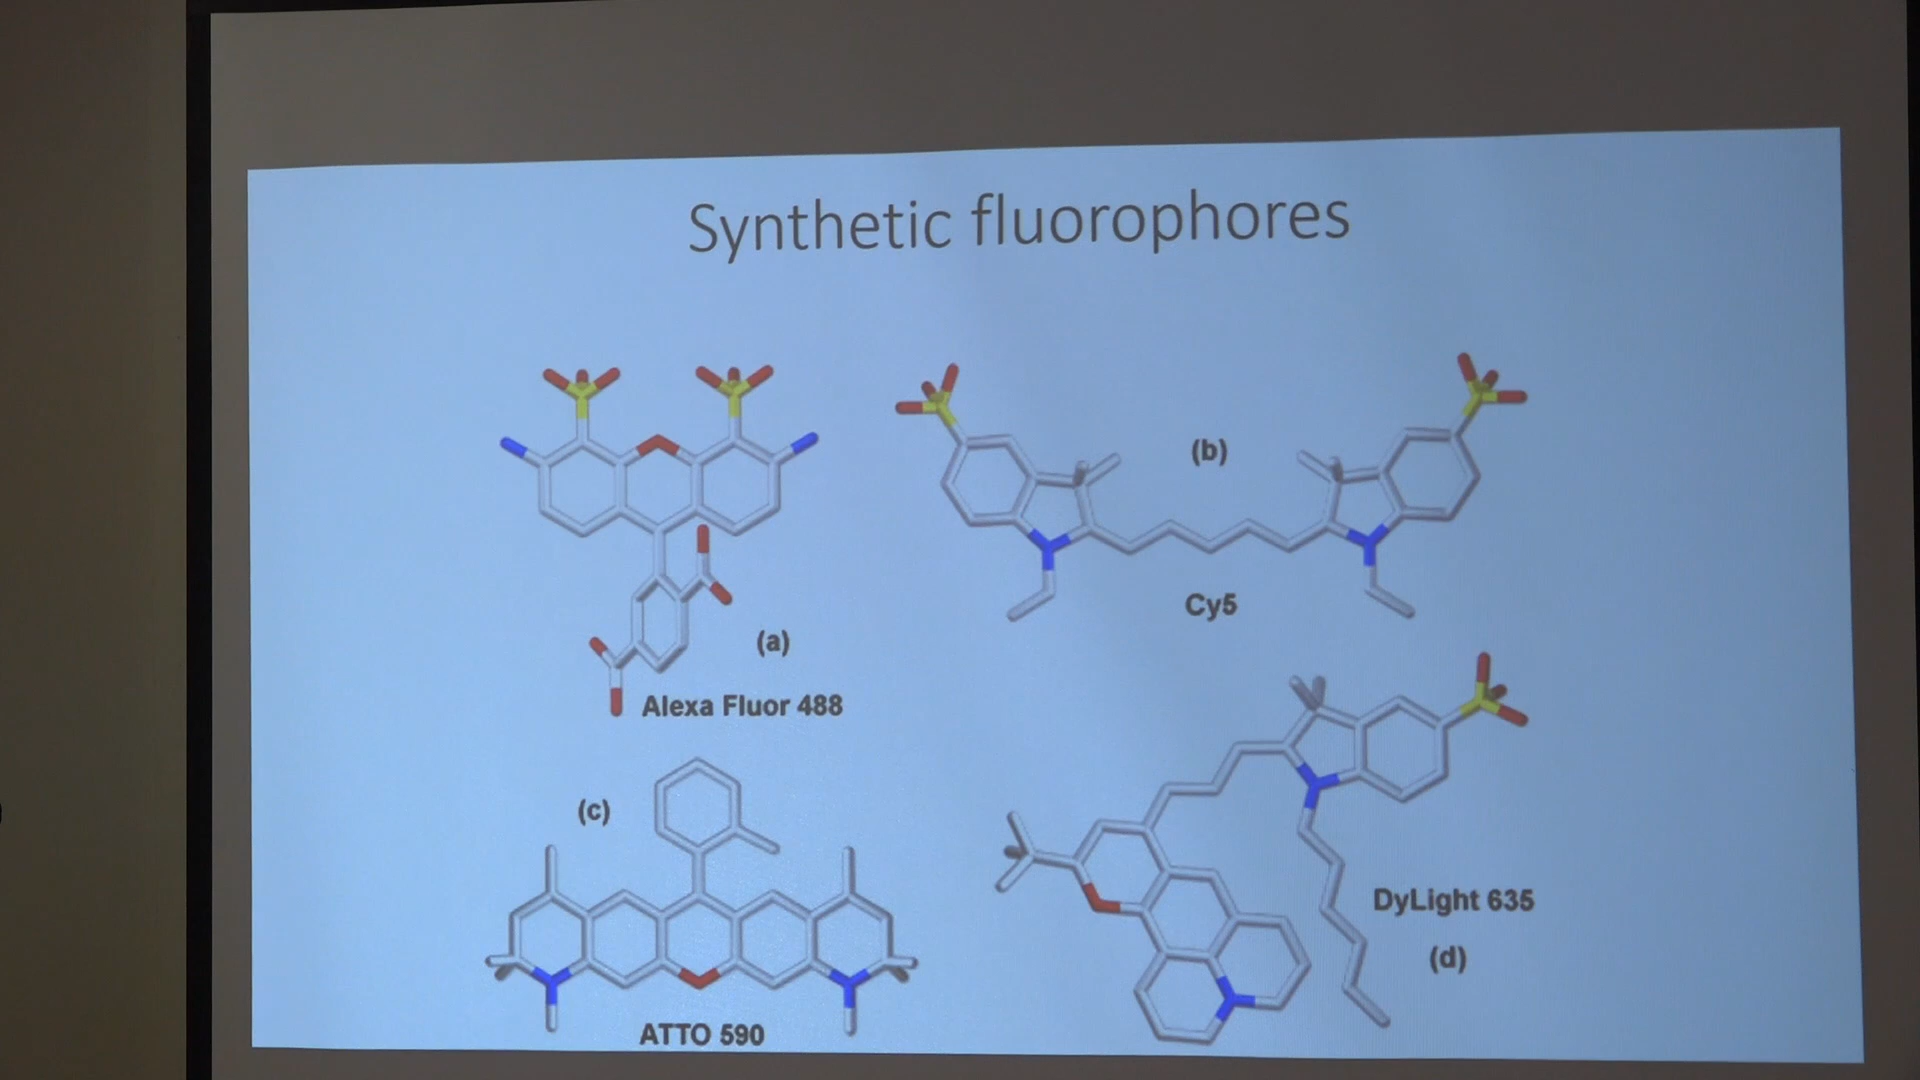 Synthetic fluorophores
(a)
Alexa Fluor 488
(b)
Cy5
(c)
ATTO 590
DyLight 635
(d)